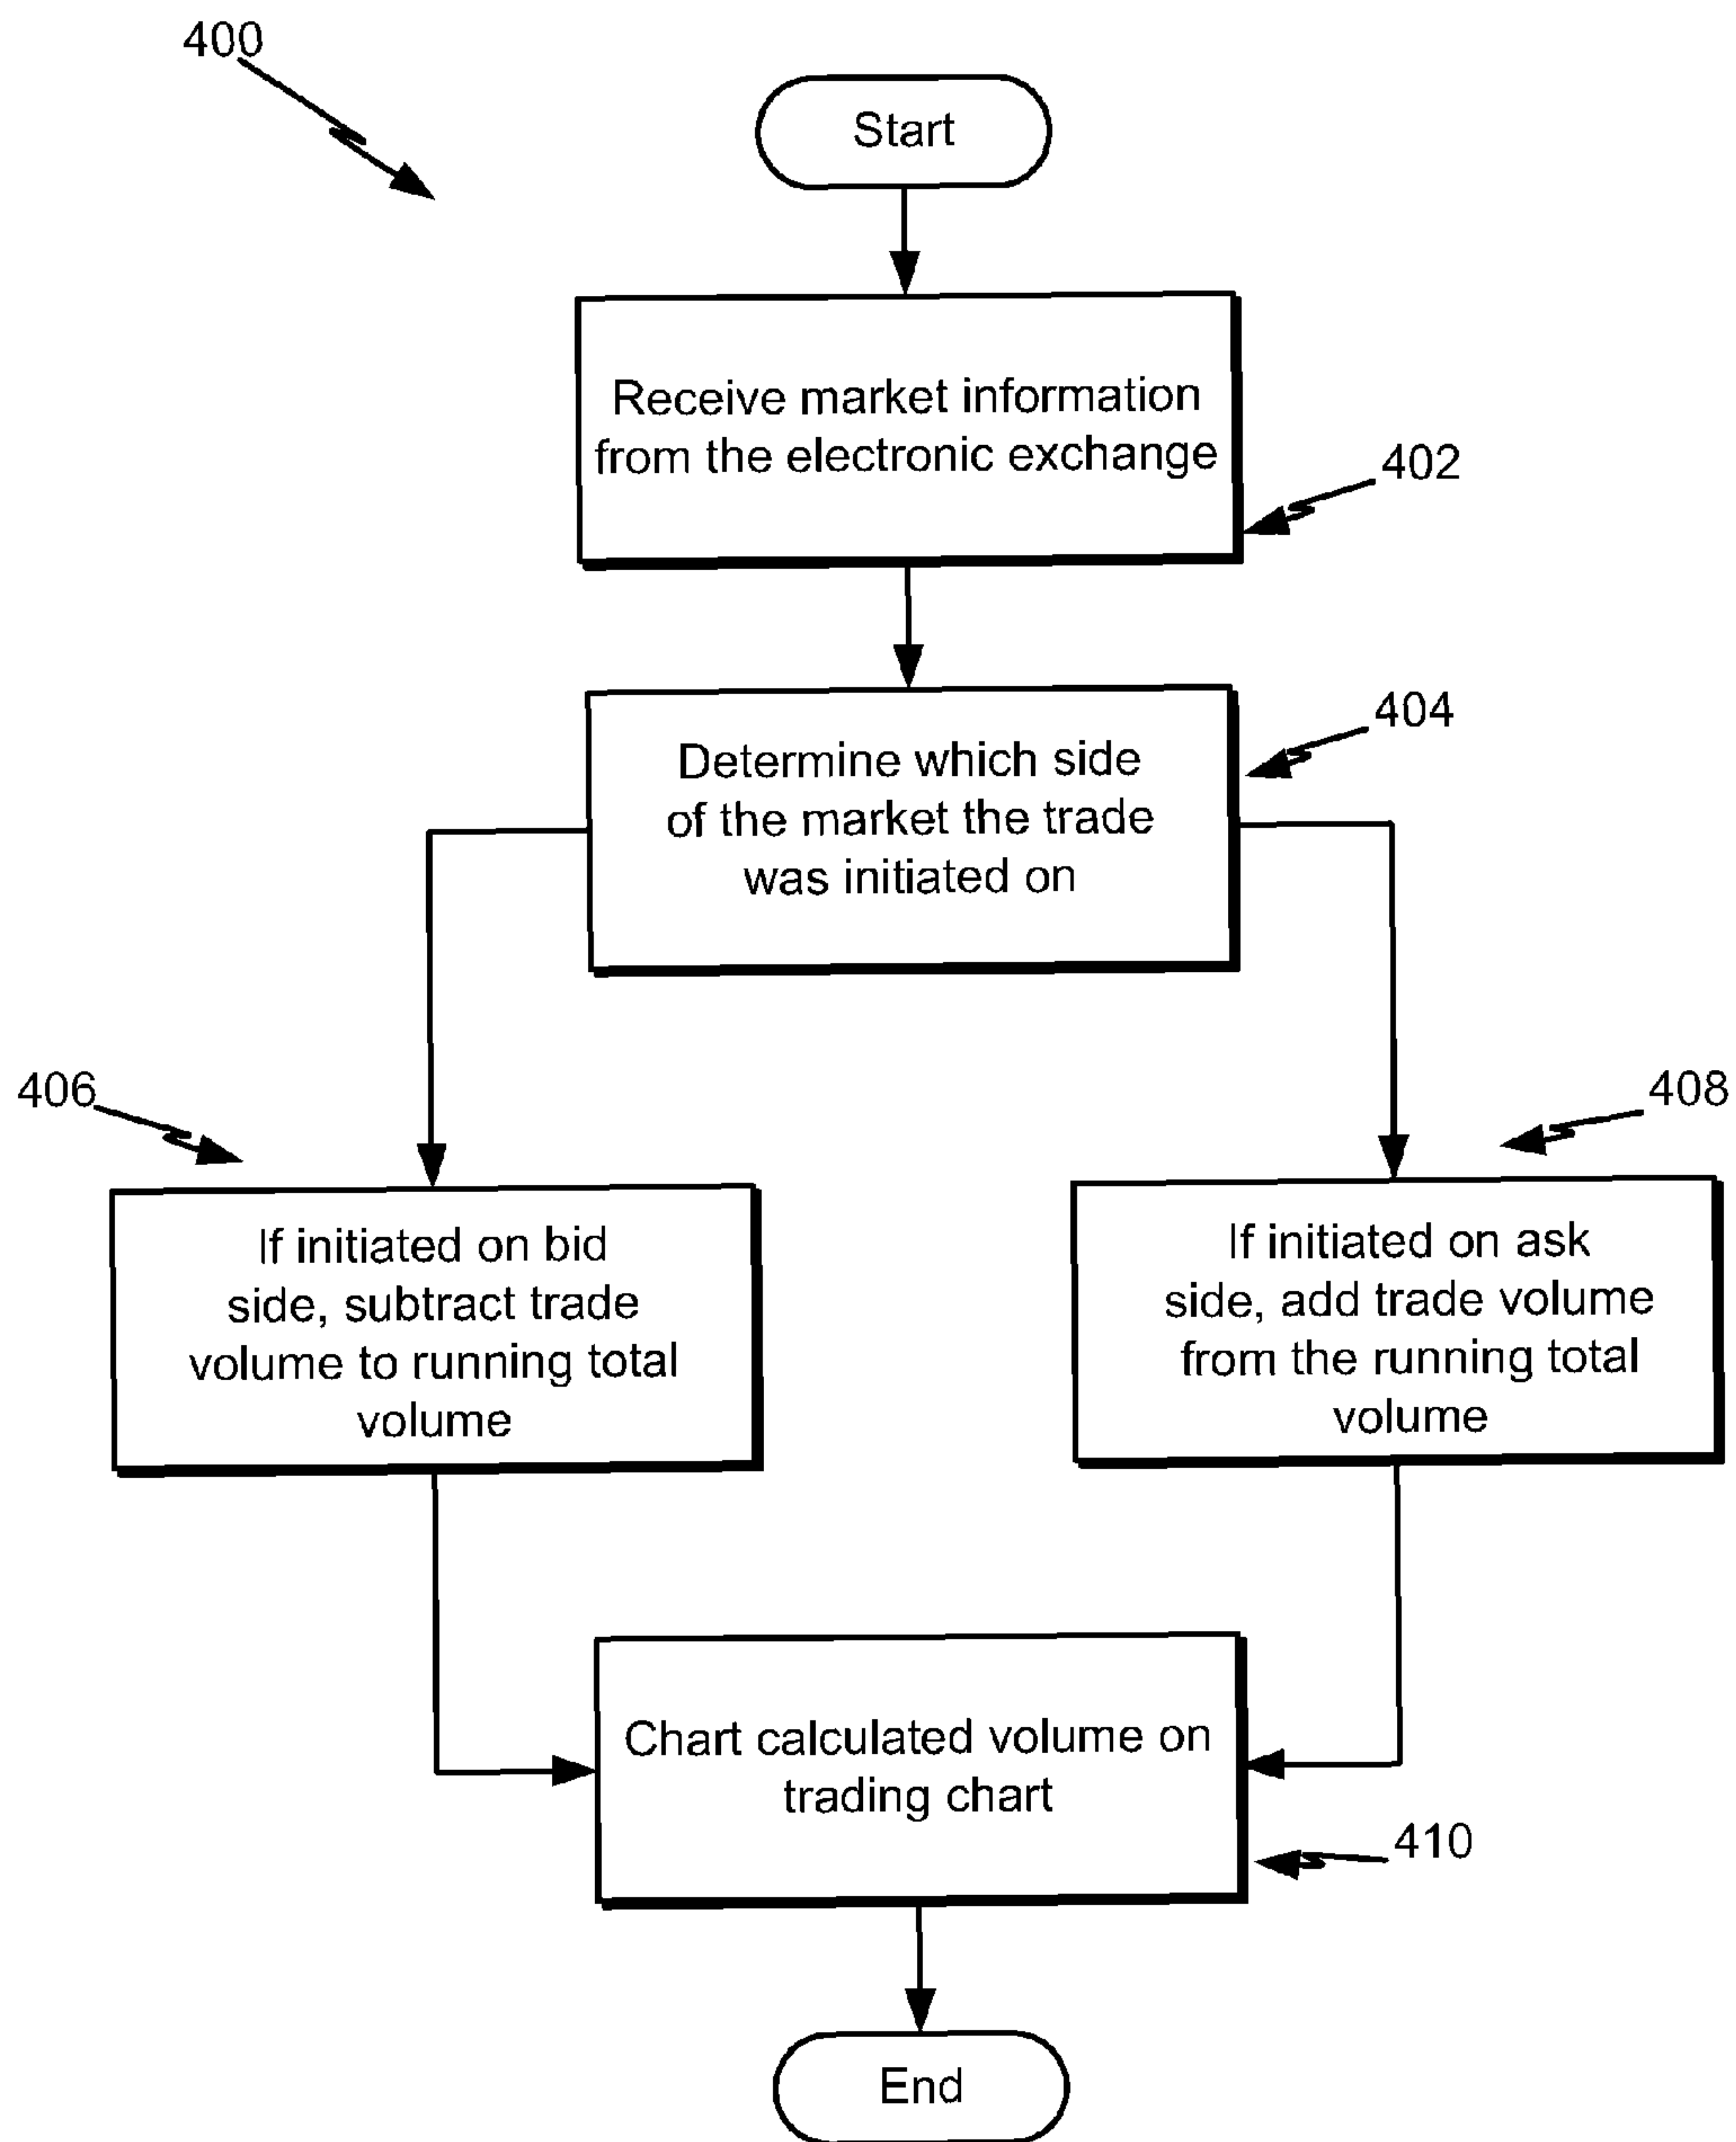 400
Start
Receive market information
from the electronic exchange
402
Determine which side
of the market the trade
was initiated on
404
406
If initiated on bid
side, subtract trade
volume to running total
volume
408
If initiated on ask
side, add trade volume
from the running total
volume
Chart calculated volume on
trading chart
410
End